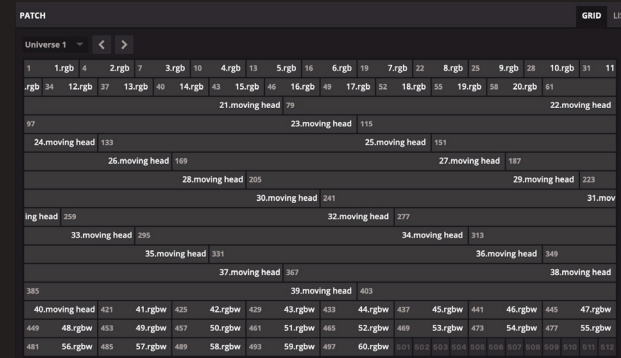 PATCH GRID LI
Universe 1 < >
1 1.rgb 4 2.rgb 7 3.rgb 10 4.rgb 13 5.rgb 16 6.rgb 19 7.rgb 22 8.rgb 25 9.rgb 28 10.rgb 31 11
.rgb 34 12.rgb 37 13.rgb 40 14.rgb 43 15.rgb 46 16.rgb 49 17.rgb 52 18.rgb 55 19.rgb 58 20.rgb 61
21.moving head 79 22.moving head
97 23.moving head 115
24.moving head 133 25.moving head 151
26.moving head 169 27.moving head 187
28.moving head 205 29.moving head 223
30.moving head 241 31.mov
ing head 259 32.moving head 277
33.moving head 295 34.moving head 313
35.moving head 331 36.moving head 349
37.moving head 367 38.moving head
385 39.moving head 403
40.moving head 421 41.rgbw 425 42.rgbw 429 43.rgbw 433 44.rgbw 437 45.rgbw 441 46.rgbw 445 47.rgbw
449 48.rgbw 453 49.rgbw 457 50.rgbw 461 51.rgbw 465 52.rgbw 469 53.rgbw 473 54.rgbw 477 55.rgbw
481 56.rgbw 485 57.rgbw 489 58.rgbw 493 59.rgbw 497 60.rgbw 501 502 503 504 505 506 507 508 509 510 511 512